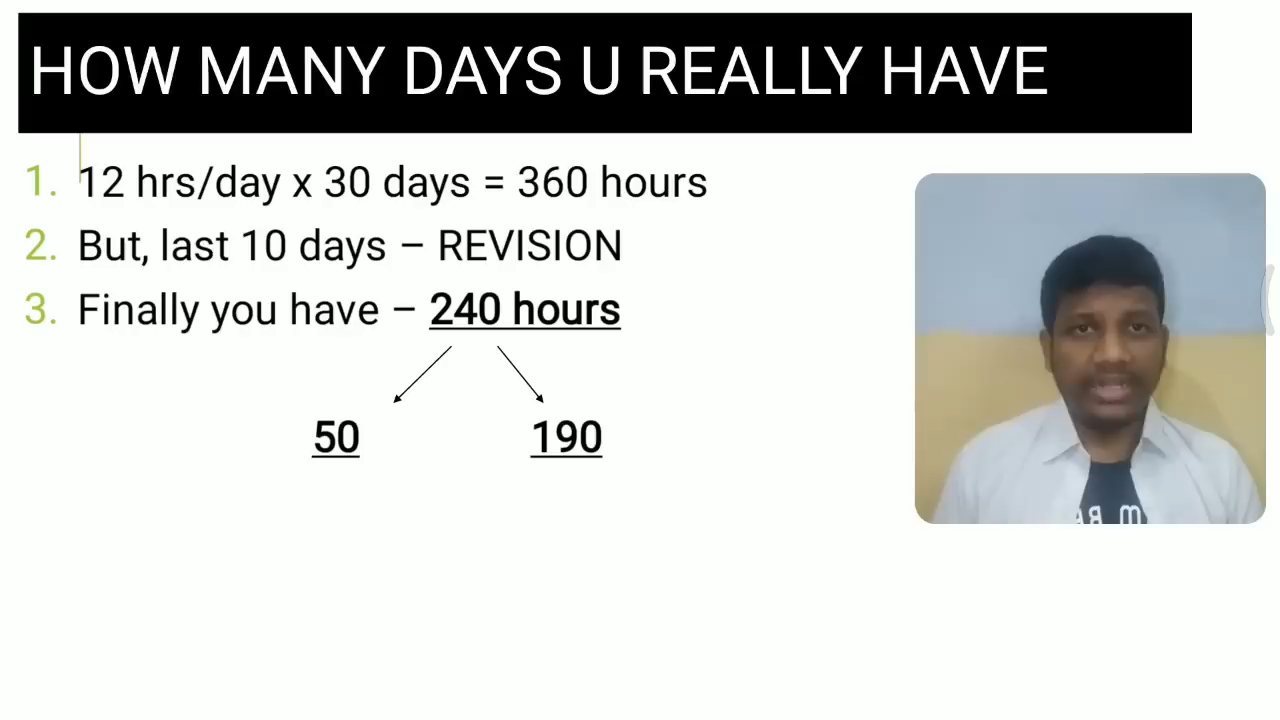 HOW MANY DAYS U REALLY HAVE
1. 12 hrs/day x 30 days = 360 hours
2. But, last 10 days – REVISION
3. Finally you have – 240 hours
50 190